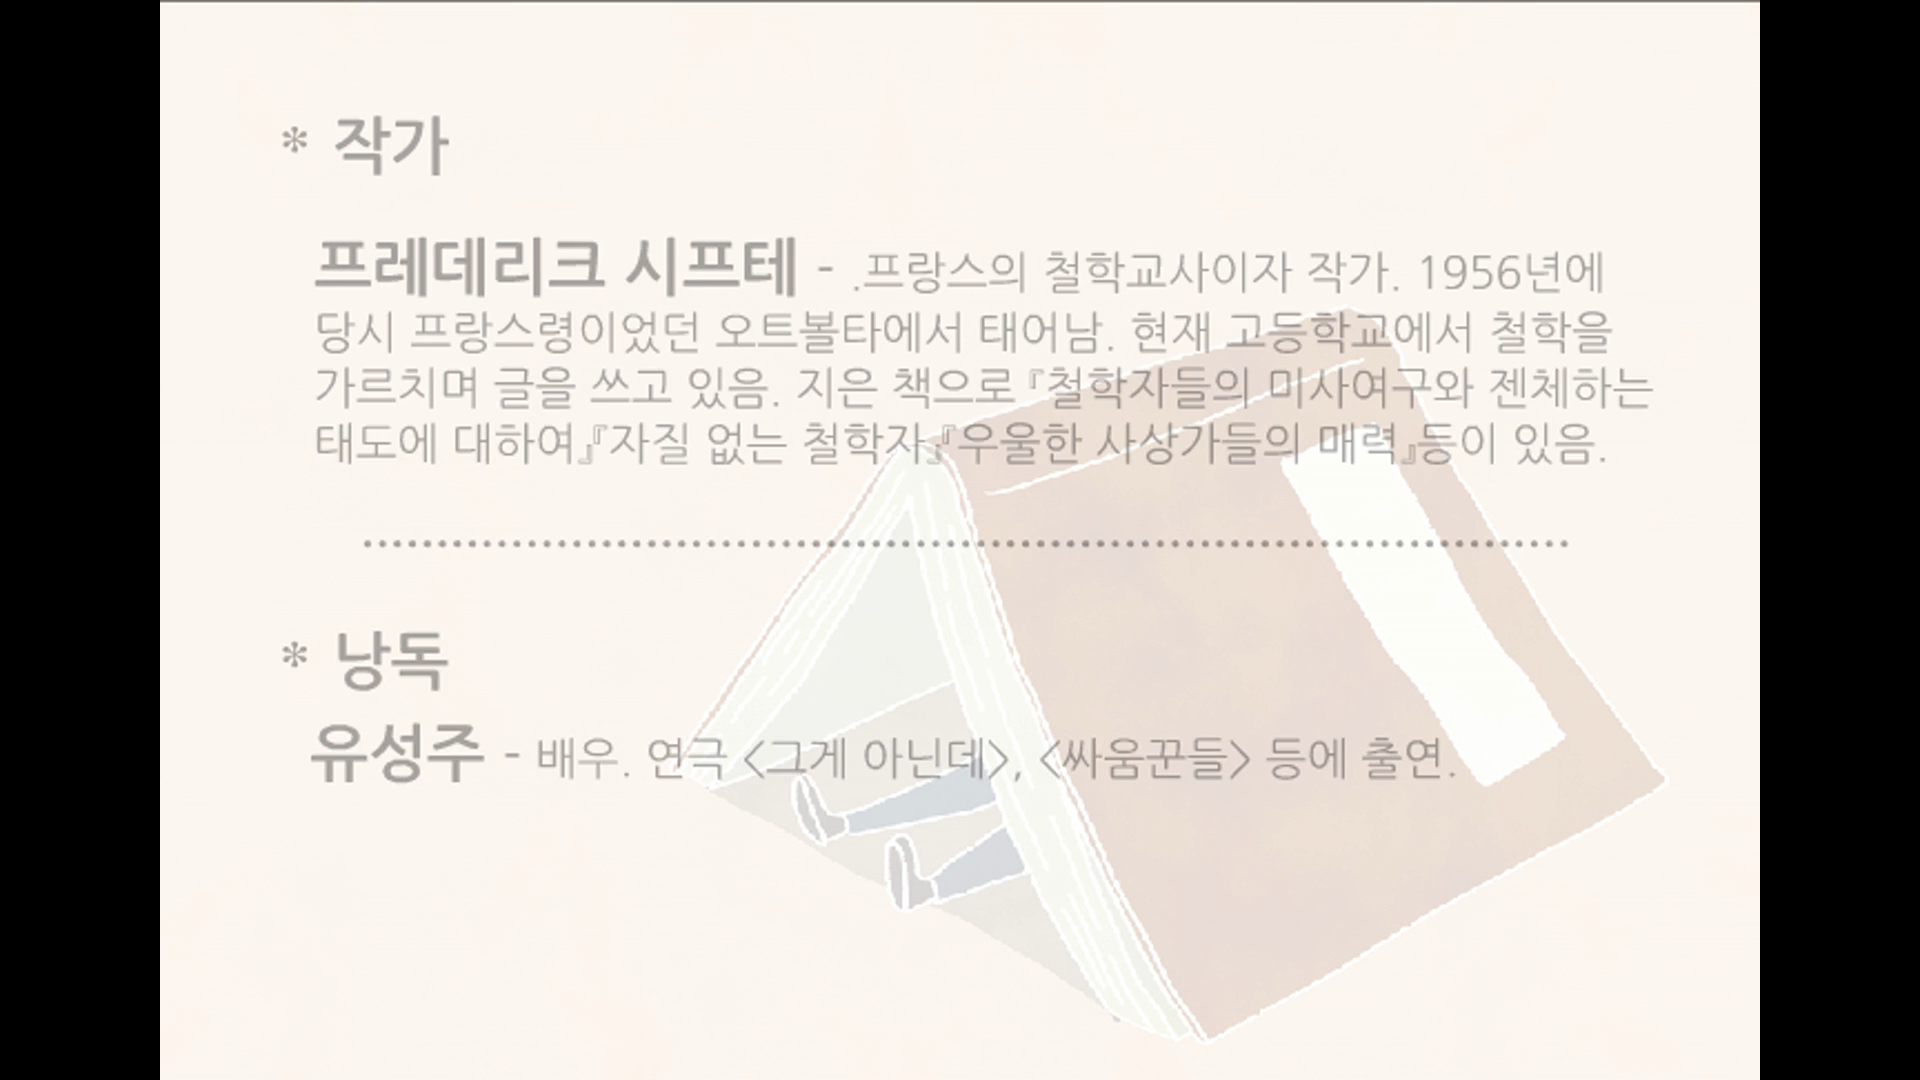 * 작가
프레데리크 시프테 - .프랑스의 철학교사이자 작가. 1956년에
당시 프랑스령이었던 오트볼타에서 태어남. 현재 고등학교에서 철학을
가르치며 글을 쓰고 있음. 지은 책으로 『철학자들의 미사여구와 젠체하는
태도에 대하여』『자질 없는 철학자』『우울한 사상가들의 매력』등이 있음.
* 낭독
유성주 - 배우. 연극 <그게 아닌데>, <싸움꾼들> 등에 출연.